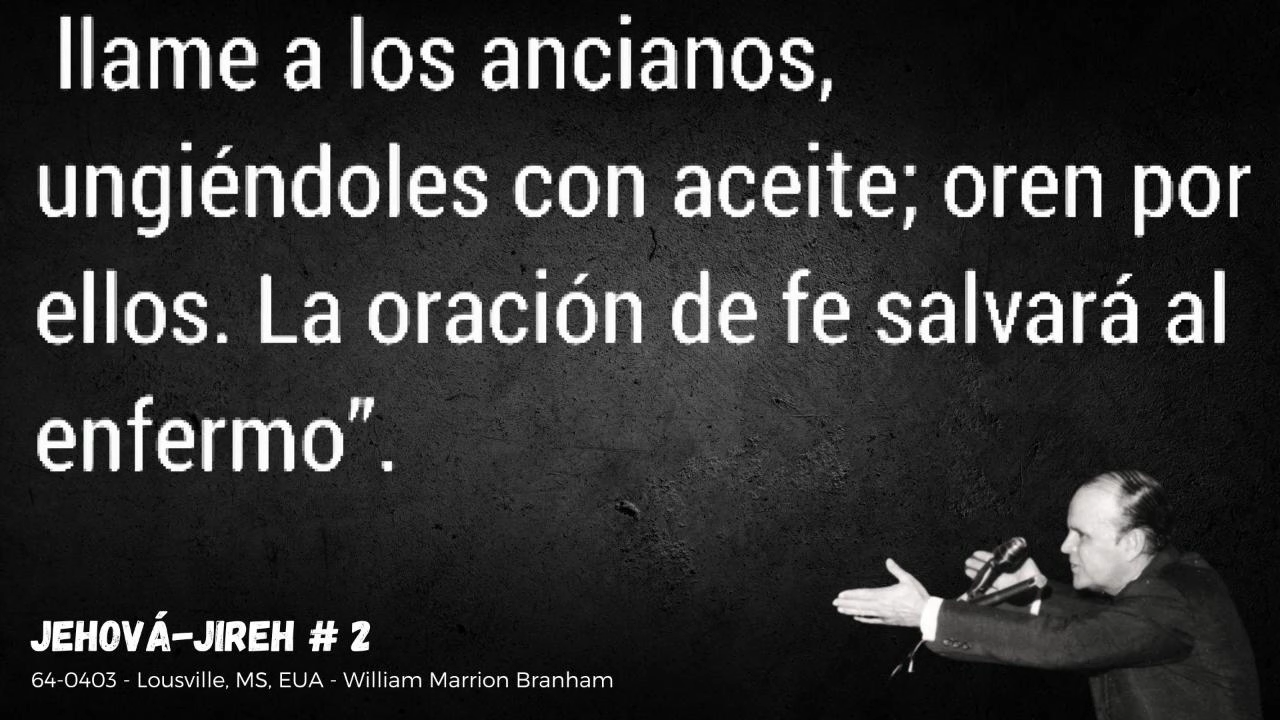 llame a los ancianos,
ungiéndoles con aceite; oren por
ellos. La oración de fe salvará al
enfermo”.
JEHOVÁ-JIREH # 2
64-0403 - Lousville, MS, EUA - William Marrion Branham